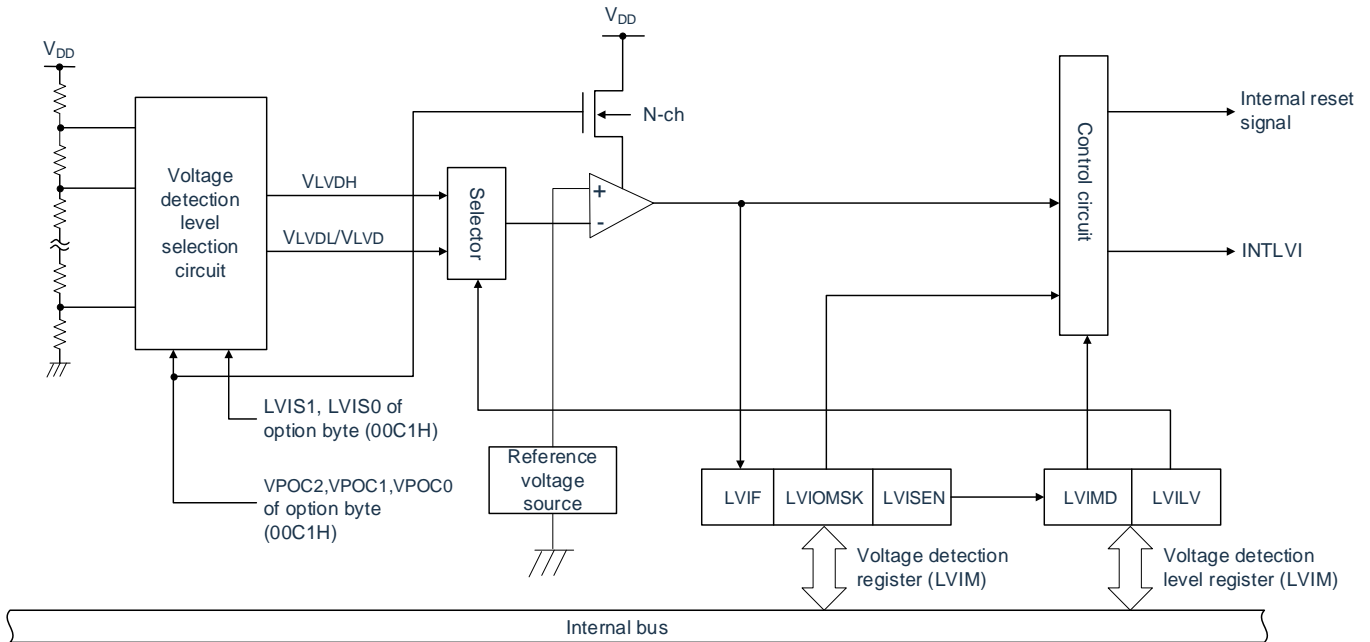 VDD
VDD
N-ch
Voltage
detection
level
selection
circuit
VLVDH
VLVDL/VLVD
Selector
+
-
Control circuit
Internal reset
signal
INTLVI
LVIS1, LVIS0 of
option byte (00C1H)
VPOC2,VPOC1,VPOC0
of option byte
(00C1H)
Reference
voltage
source
LVIF
LVIOMSK
LVISEN
LVIMD
LVILV
Voltage detection
register (LVIM)
Voltage detection
level register (LVIM)
Internal bus